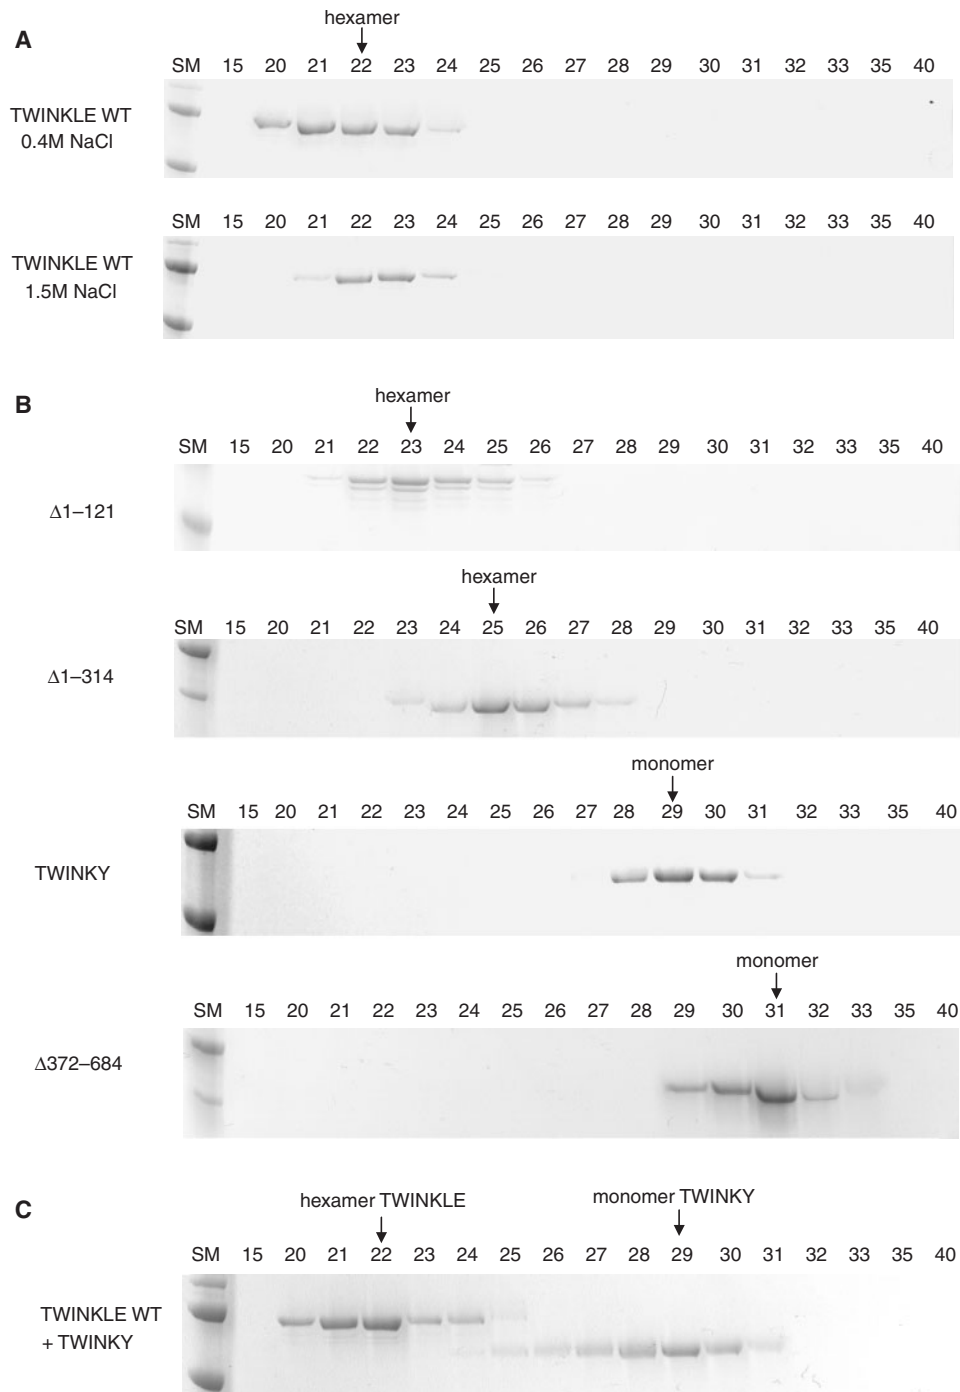 hexamer
A
SM 15 20 21 22 23 24 25 26 27 28 29 30 31 32 33 35 40
TWINKLE WT
0.4M NaCl
SM 15 20 21 22 23 24 25 26 27 28 29 30 31 32 33 35 40
TWINKLE WT
1.5M NaCl
B
hexamer
SM 15 20 21 22 23 24 25 26 27 28 29 30 31 32 33 35 40
Δ1–121
hexamer
SM 15 20 21 22 23 24 25 26 27 28 29 30 31 32 33 35 40
Δ1–314
monomer
SM 15 20 21 22 23 24 25 26 27 28 29 30 31 32 33 35 40
TWINKY
monomer
SM 15 20 21 22 23 24 25 26 27 28 29 30 31 32 33 35 40
Δ372–684
C
hexamer TWINKLE monomer TWINKY
SM 15 20 21 22 23 24 25 26 27 28 29 30 31 32 33 35 40
TWINKLE WT
+ TWINKY